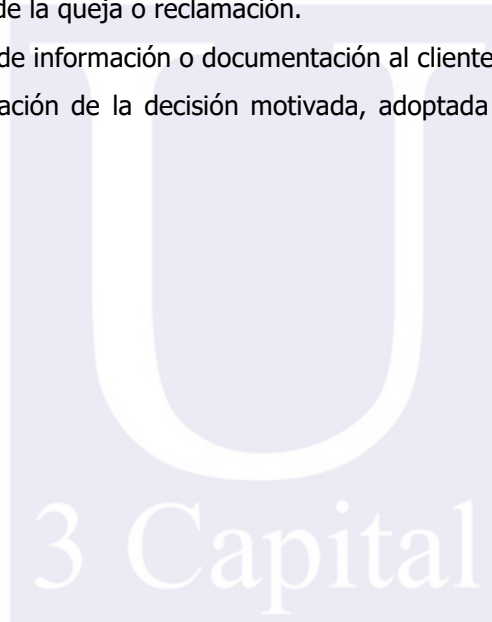 de la queja o reclamación.
de información o documentación al cliente
ación de la decisión motivada, adoptada
U
3 Capital